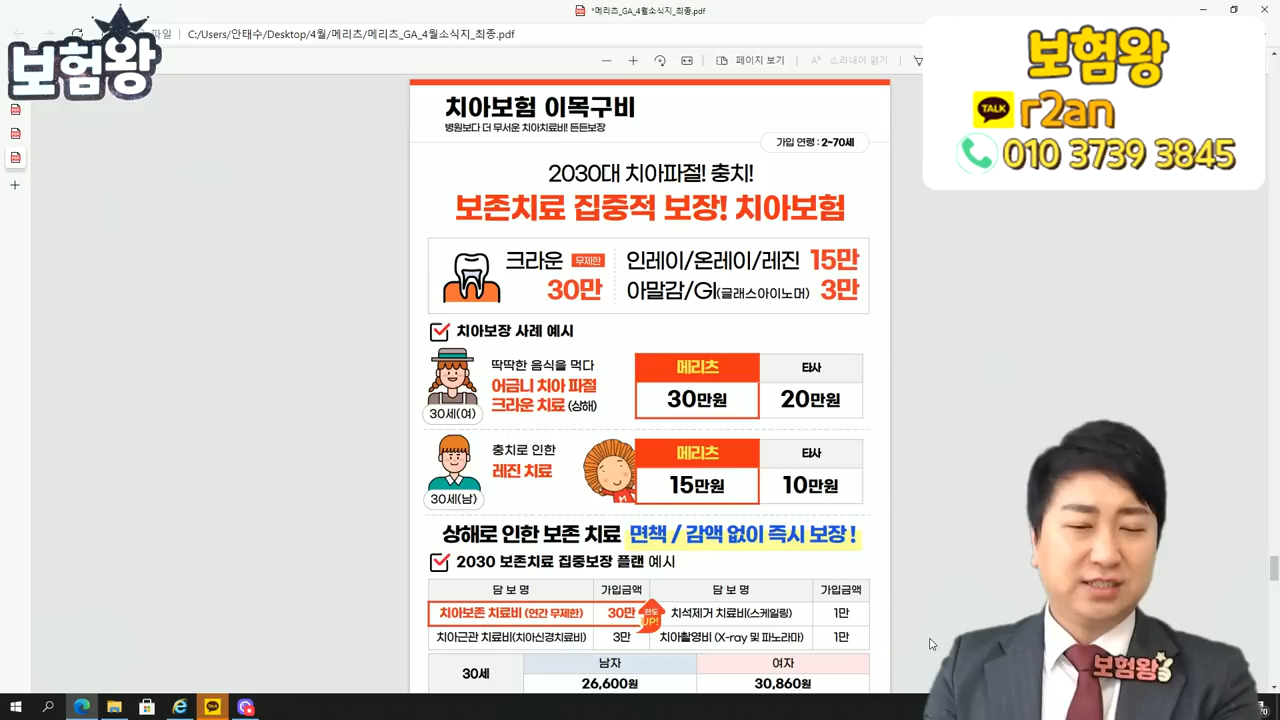 *메리츠_GA_4월소식지_최종.pdf
파일
C:/Users/안태수/Desktop/4월/메리츠/메리츠_GA_4월소식지_최종.pdf
보험왕
보험왕
TALK r2an
010 3739 3845
페이지 보기
소리내어 읽기
치아보험 이목구비
병원보다 더 무서운 치아치료비! 든든보장
가입 연령 : 2~70세
2030대 치아파절! 충치!
보존치료 집중적 보장! 치아보험
크라운 무제한
30만
인레이/온레이/레진 15만
아말감/GI(글래스아이노머) 3만
치아보장 사례 예시
딱딱한 음식을 먹다
어금니 치아 파절
크라운 치료 (상해)
30세(여)
메리츠 타사
30만원 20만원
충치로 인한
레진 치료
30세(남)
M
메리츠 타사
15만원 10만원
상해로 인한 보존 치료 면책 / 감액 없이 즉시 보장 !
2030 보존치료 집중보장 플랜 예시
담 보 명 가입금액 담 보 명 가입금액
치아보존 치료비 (연간 무제한) 30만 한도 UP! 치석제거 치료비(스케일링) 1만
치아근관 치료비(치아신경치료비) 3만 치아촬영비 (X-ray 및 파노라마) 1만
30세 남자 여자
26,600원 30,860원
보험왕